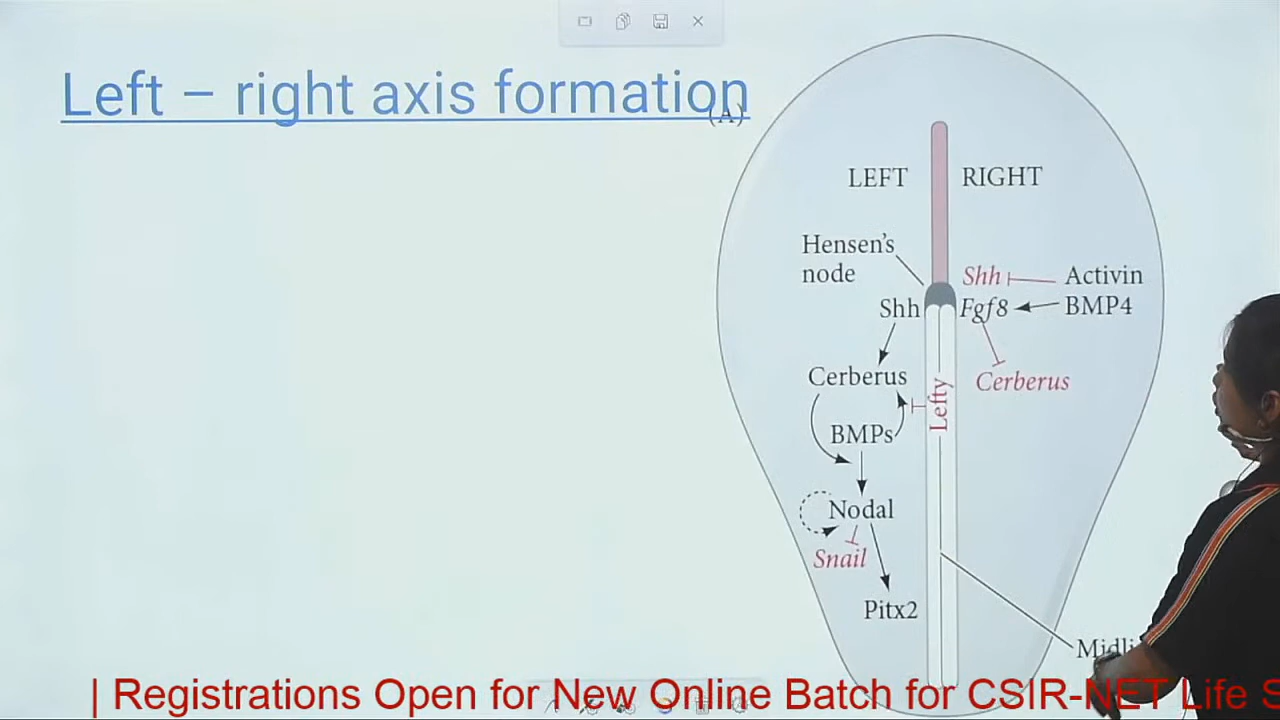 Left – right axis formation
(A)
LEFT RIGHT
Hensen's
node
Shh Activin
Shh Fgf8 BMP4
Cerberus Cerberus
Lefty
BMPs
Nodal
Snail
Pitx2
| Registrations Open for New Online Batch for CSIR-NET Life S